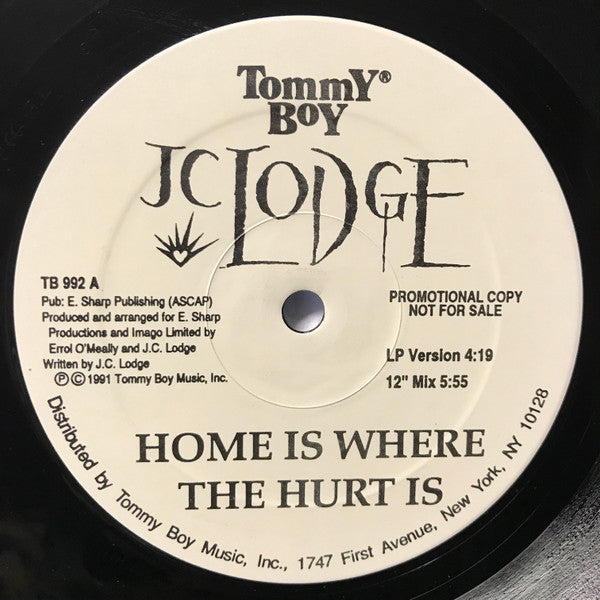 Tommy®
Boy
JC LODGE
TB 992 A
Pub: E. Sharp Publishing (ASCAP)
Produced and arranged for E. Sharp
Productions and Imago Limited by
Errol O'Meally and J.C. Lodge
Written by J.C. Lodge
Ⓟ © 1991 Tommy Boy Music, Inc.
PROMOTIONAL COPY
NOT FOR SALE
LP Version 4:19
12" Mix 5:55
HOME IS WHERE
THE HURT IS
Distributed by Tommy Boy Music, Inc., 1747 First Avenue, New York, NY 10128